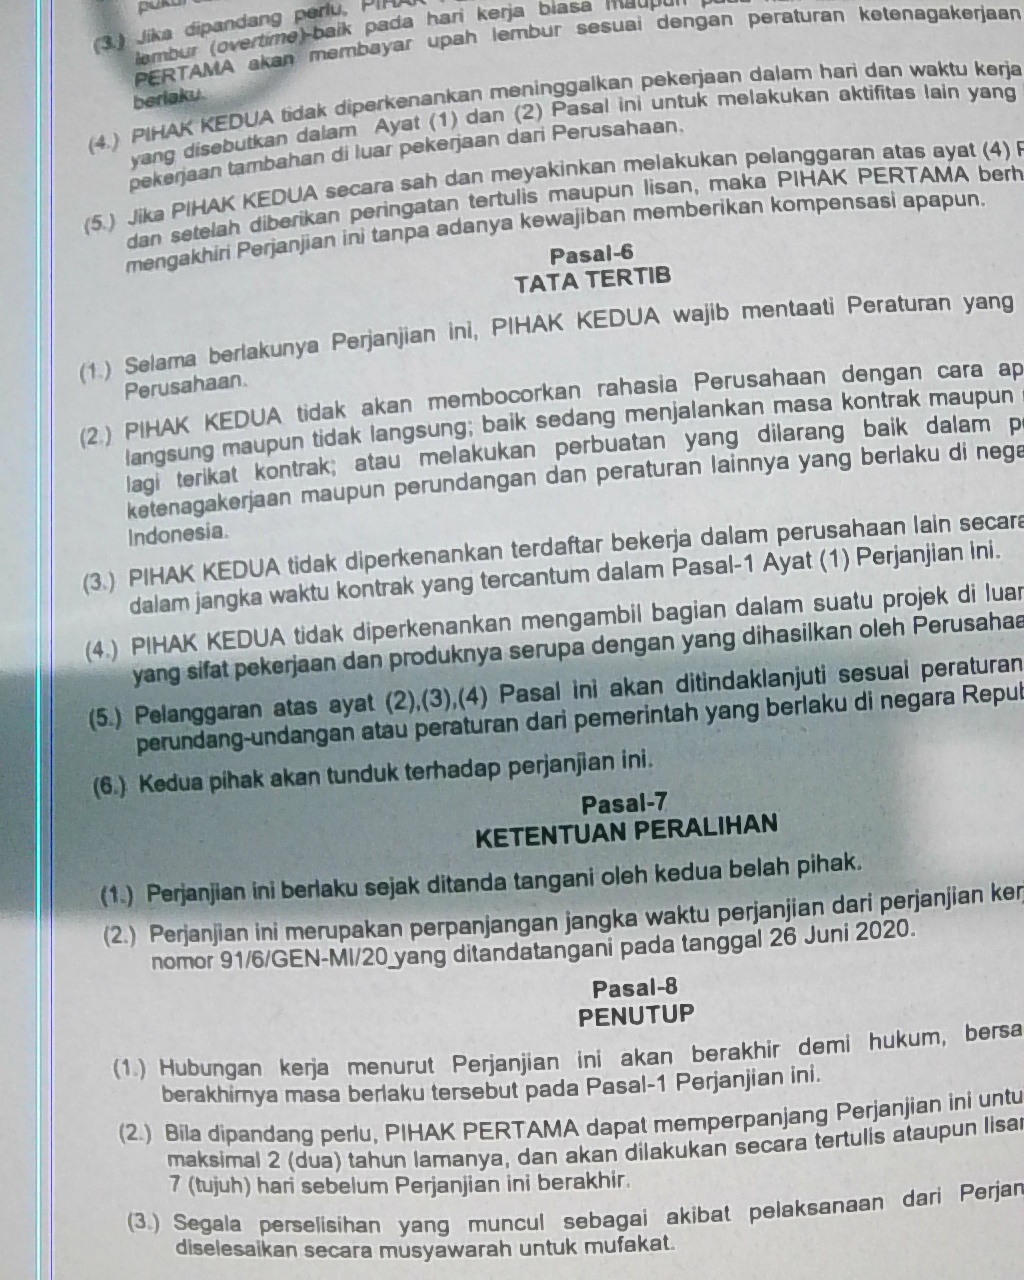 (3.) Jika dipandang perlu,
lembur (overtime) baik pada hari kerja biasa maupun
PERTAMA akan membayar upah lembur sesuai dengan peraturan ketenagakerjaan
berlaku.
(4.) PIHAK KEDUA tidak diperkenankan meninggalkan pekerjaan dalam hari dan waktu kerja
yang disebutkan dalam Ayat (1) dan (2) Pasal ini untuk melakukan aktifitas lain yang
pekerjaan tambahan di luar pekerjaan dari Perusahaan.
(5.) Jika PIHAK KEDUA secara sah dan meyakinkan melakukan pelanggaran atas ayat (4)
dan setelah diberikan peringatan tertulis maupun lisan, maka PIHAK PERTAMA berh
mengakhiri Perjanjian ini tanpa adanya kewajiban memberikan kompensasi apapun.
Pasal-6
TATA TERTIB
(1.) Selama berlakunya Perjanjian ini, PIHAK KEDUA wajib mentaati Peraturan yang
Perusahaan.
(2.) PIHAK KEDUA tidak akan membocorkan rahasia Perusahaan dengan cara ap
langsung maupun tidak langsung; baik sedang menjalankan masa kontrak maupun
lagi terikat kontrak; atau melakukan perbuatan yang dilarang baik dalam p
ketenagakerjaan maupun perundangan dan peraturan lainnya yang berlaku di nega
Indonesia.
(3.) PIHAK KEDUA tidak diperkenankan terdaftar bekerja dalam perusahaan lain secara
dalam jangka waktu kontrak yang tercantum dalam Pasal-1 Ayat (1) Perjanjian ini.
(4.) PIHAK KEDUA tidak diperkenankan mengambil bagian dalam suatu projek di luar
yang sifat pekerjaan dan produknya serupa dengan yang dihasilkan oleh Perusahaa
(5.) Pelanggaran atas ayat (2),(3),(4) Pasal ini akan ditindaklanjuti sesuai peraturan
perundang-undangan atau peraturan dari pemerintah yang berlaku di negara Repub
(6.) Kedua pihak akan tunduk terhadap perjanjian ini.
Pasal-7
KETENTUAN PERALIHAN
(1.) Perjanjian ini berlaku sejak ditanda tangani oleh kedua belah pihak.
(2.) Perjanjian ini merupakan perpanjangan jangka waktu perjanjian dari perjanjian kerj
nomor 91/6/GEN-MI/20 yang ditandatangani pada tanggal 26 Juni 2020.
Pasal-8
PENUTUP
(1.) Hubungan kerja menurut Perjanjian ini akan berakhir demi hukum, bersa
berakhirnya masa berlaku tersebut pada Pasal-1 Perjanjian ini.
(2.) Bila dipandang perlu, PIHAK PERTAMA dapat memperpanjang Perjanjian ini untu
maksimal 2 (dua) tahun lamanya, dan akan dilakukan secara tertulis ataupun lisan
7 (tujuh) hari sebelum Perjanjian ini berakhir.
(3.) Segala perselisihan yang muncul sebagai akibat pelaksanaan dari Perjan
diselesaikan secara musyawarah untuk mufakat.